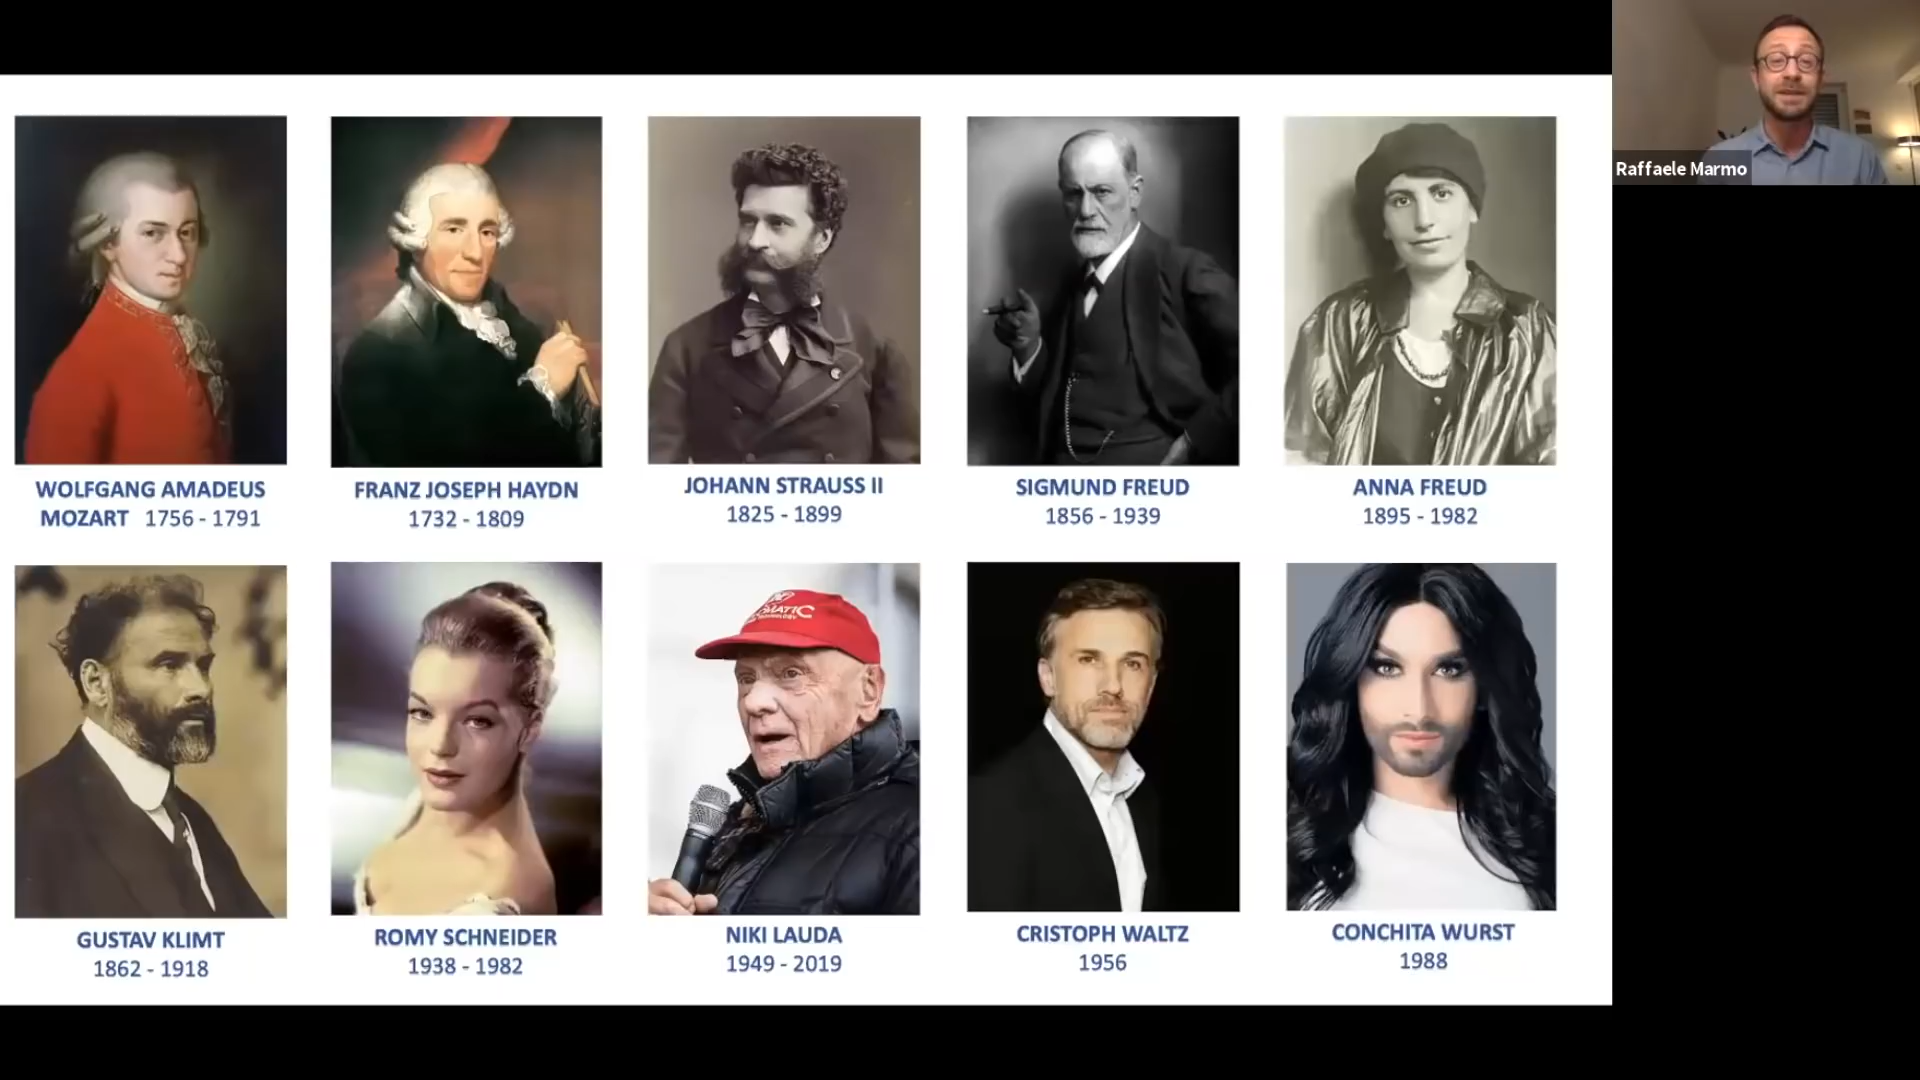 Raffaele Marmo
WOLFGANG AMADEUS
MOZART 1756 - 1791
FRANZ JOSEPH HAYDN
1732 - 1809
JOHANN STRAUSS II
1825 - 1899
SIGMUND FREUD
1856 - 1939
ANNA FREUD
1895 - 1982
GUSTAV KLIMT
1862 - 1918
ROMY SCHNEIDER
1938 - 1982
NIKI LAUDA
1949 - 2019
CRISTOPH WALTZ
1956
CONCHITA WURST
1988